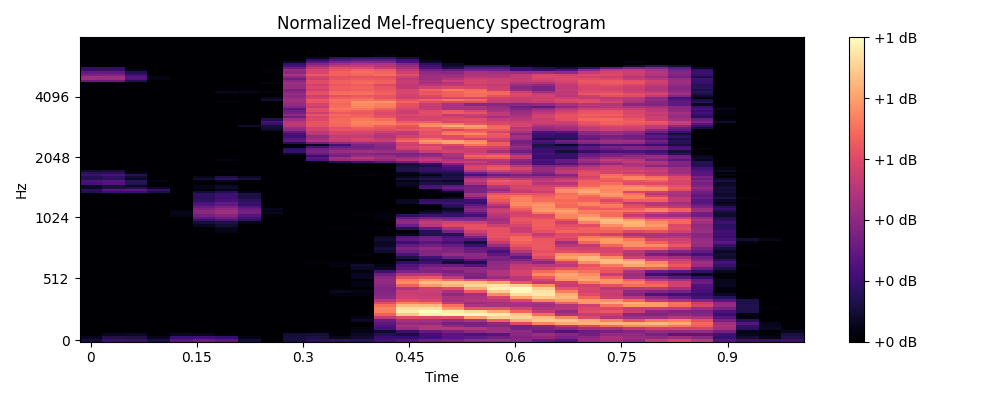 Normalized Mel-frequency spectrogram
Hz
4096
2048
1024
512
0
0 0.15 0.3 0.45 0.6 0.75 0.9
Time
+1 dB
+1 dB
+1 dB
+0 dB
+0 dB
+0 dB